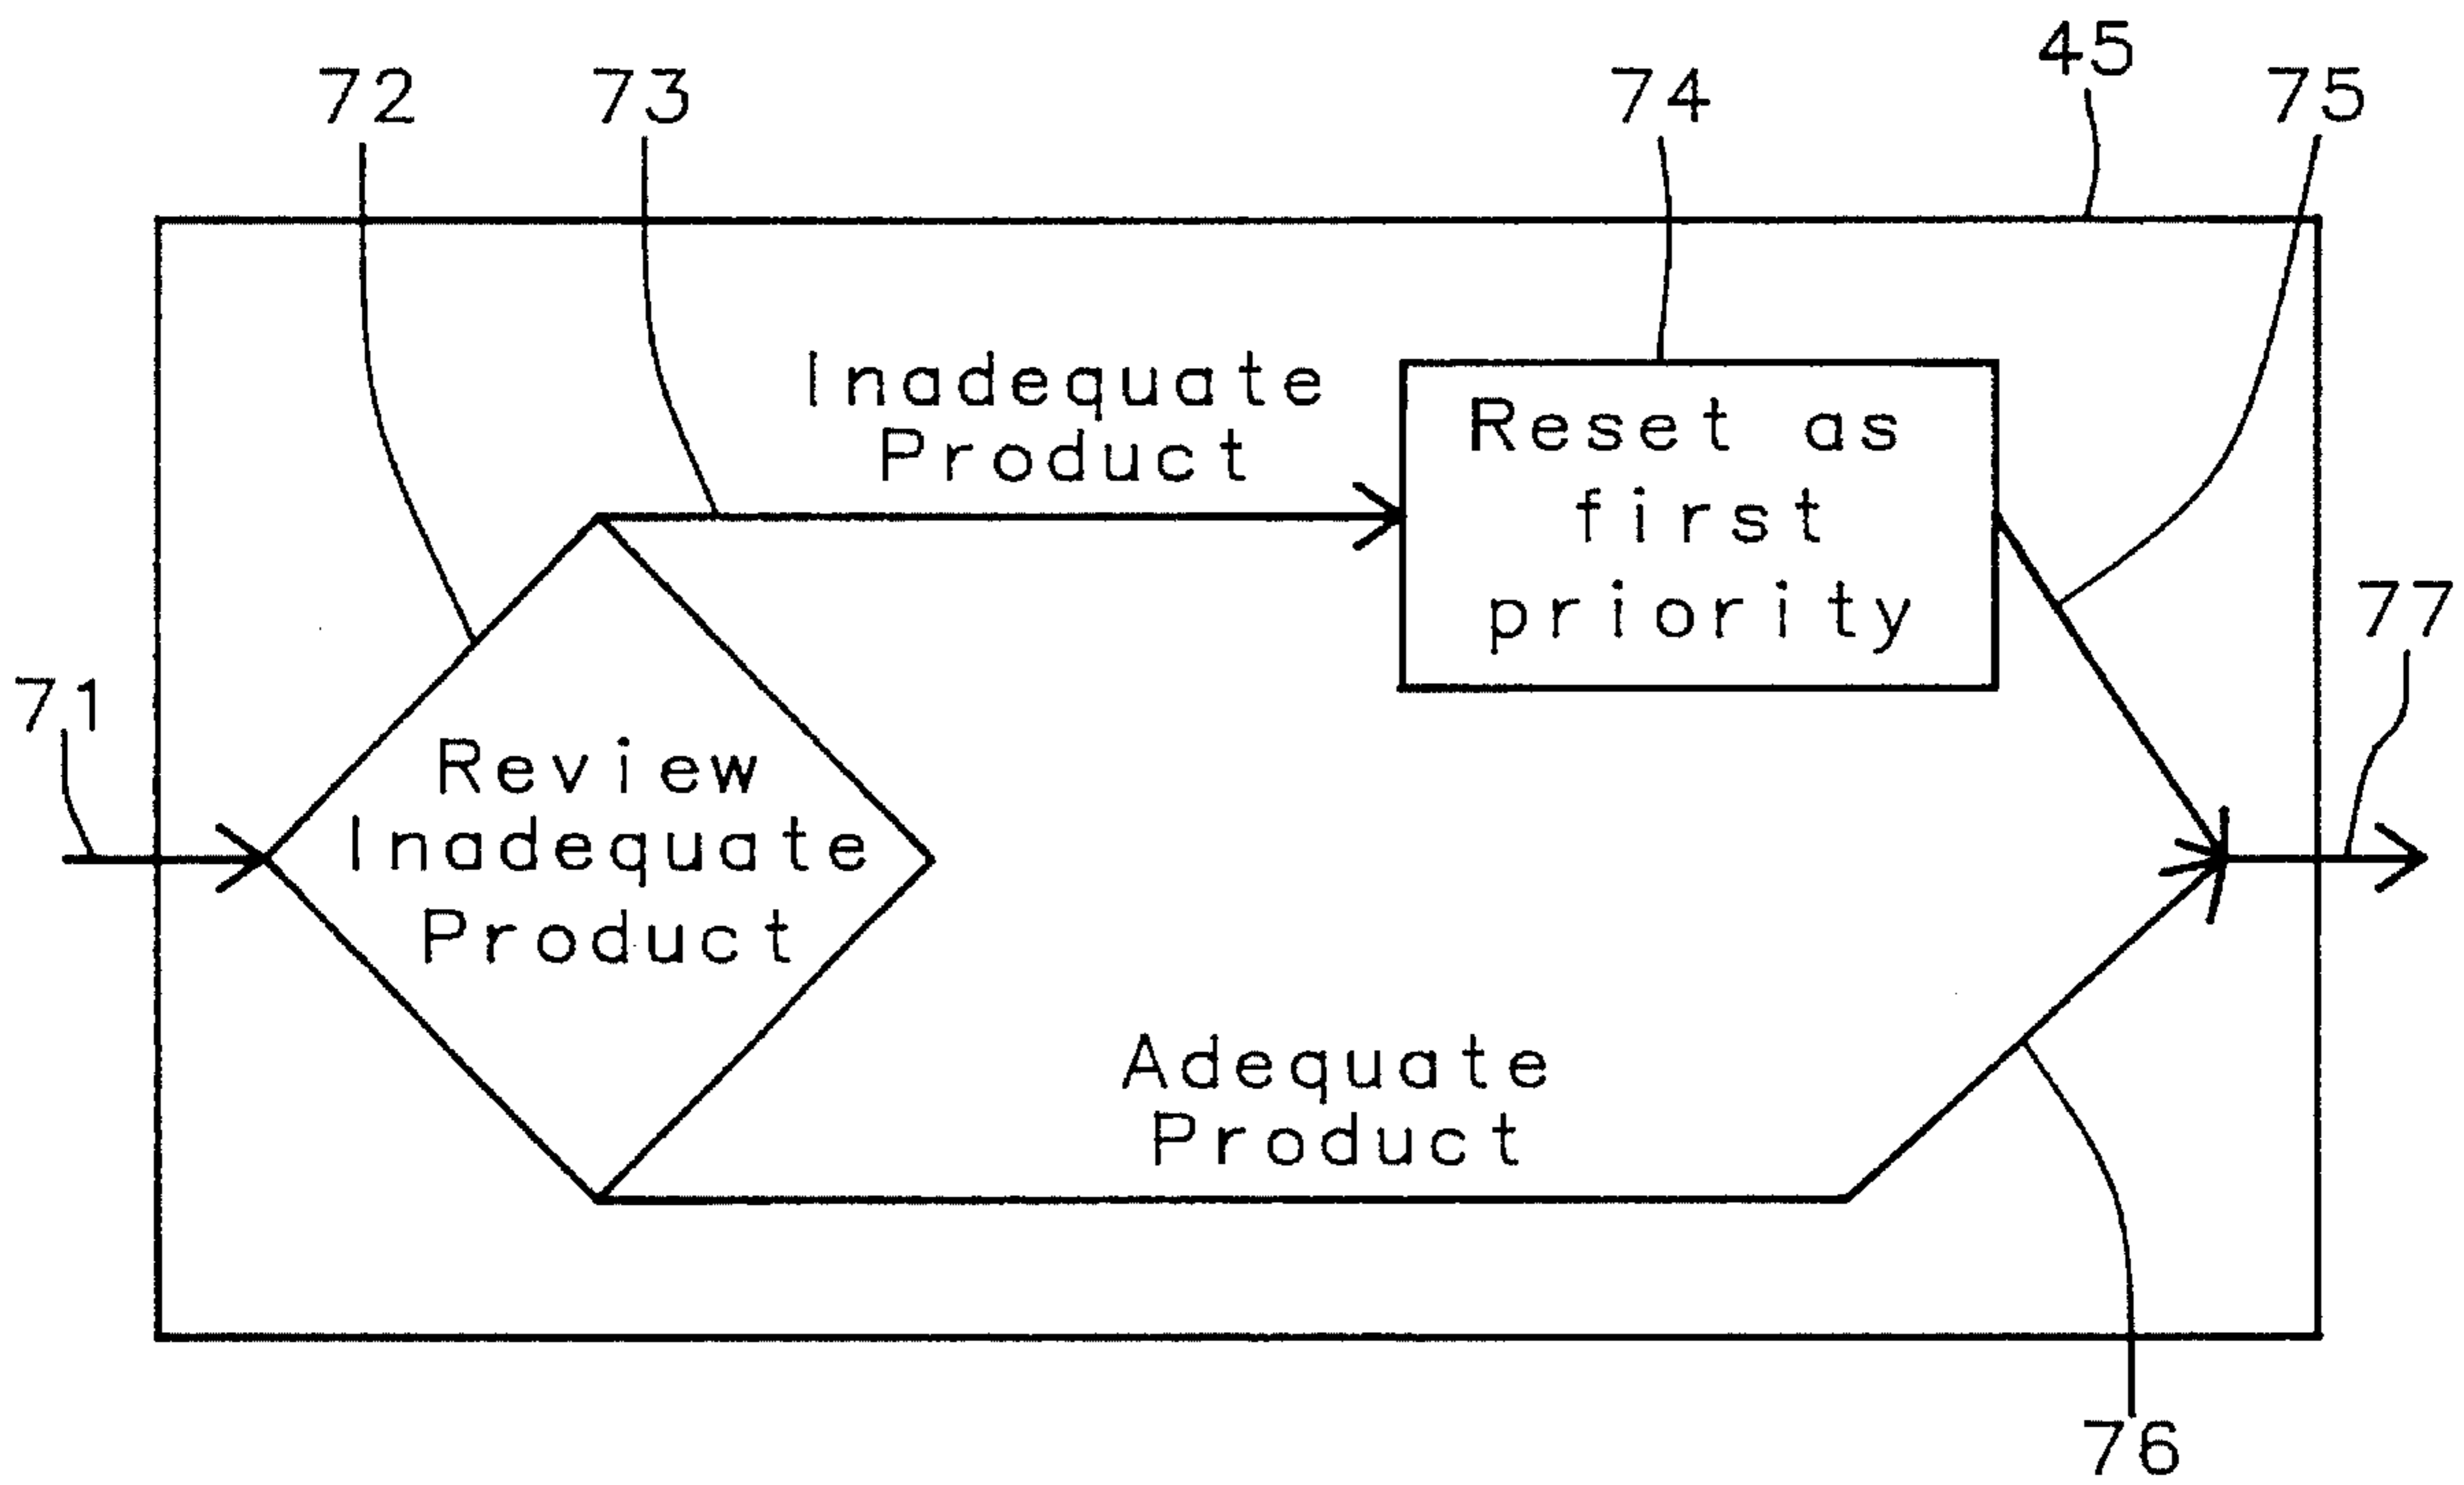 45
72
73
74
75
Inadequate
Product
Reset as
first
priority
77
71
Review
Inadequate
Product
Adequate
Product
76